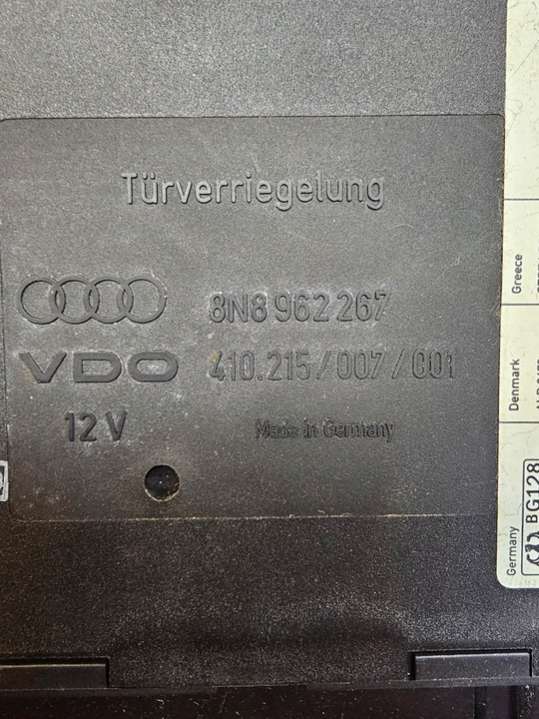 Türverriegelung
8N8 962 267
VDO 410.215/007/001
12 V Made in Germany
Greece
Denmark
Germany
BG128